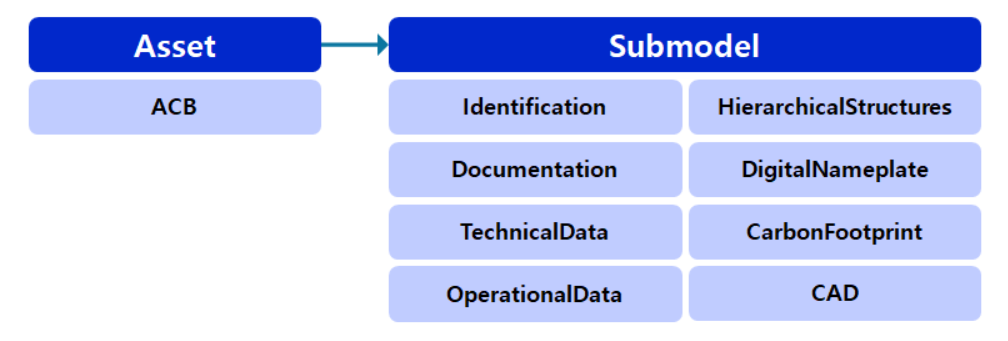 Asset
Submodel
ACB
Identification
HierarchicalStructures
Documentation
DigitalNameplate
TechnicalData
CarbonFootprint
OperationalData
CAD